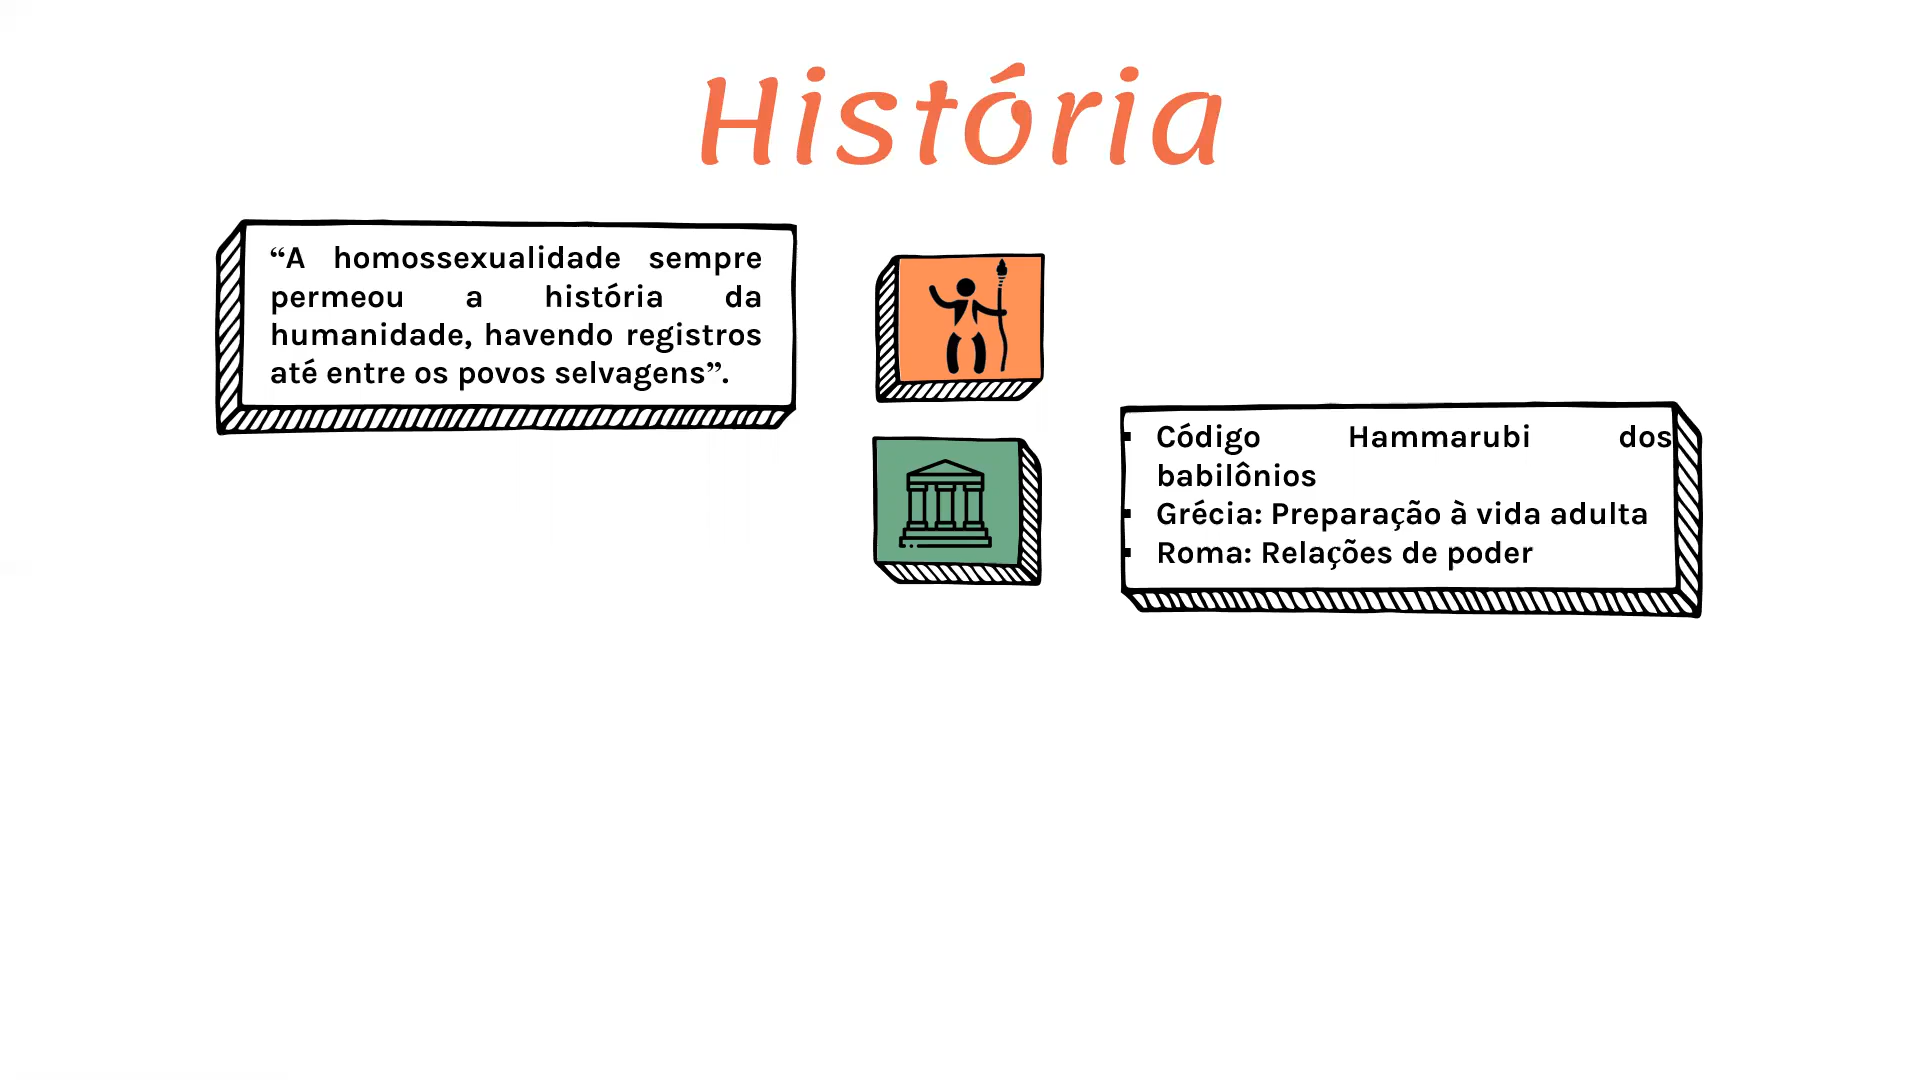 História
“A homossexualidade sempre
permeou a história da
humanidade, havendo registros
até entre os povos selvagens”.
▪ Código Hammarubi dos
babilônios
▪ Grécia: Preparação à vida adulta
▪ Roma: Relações de poder